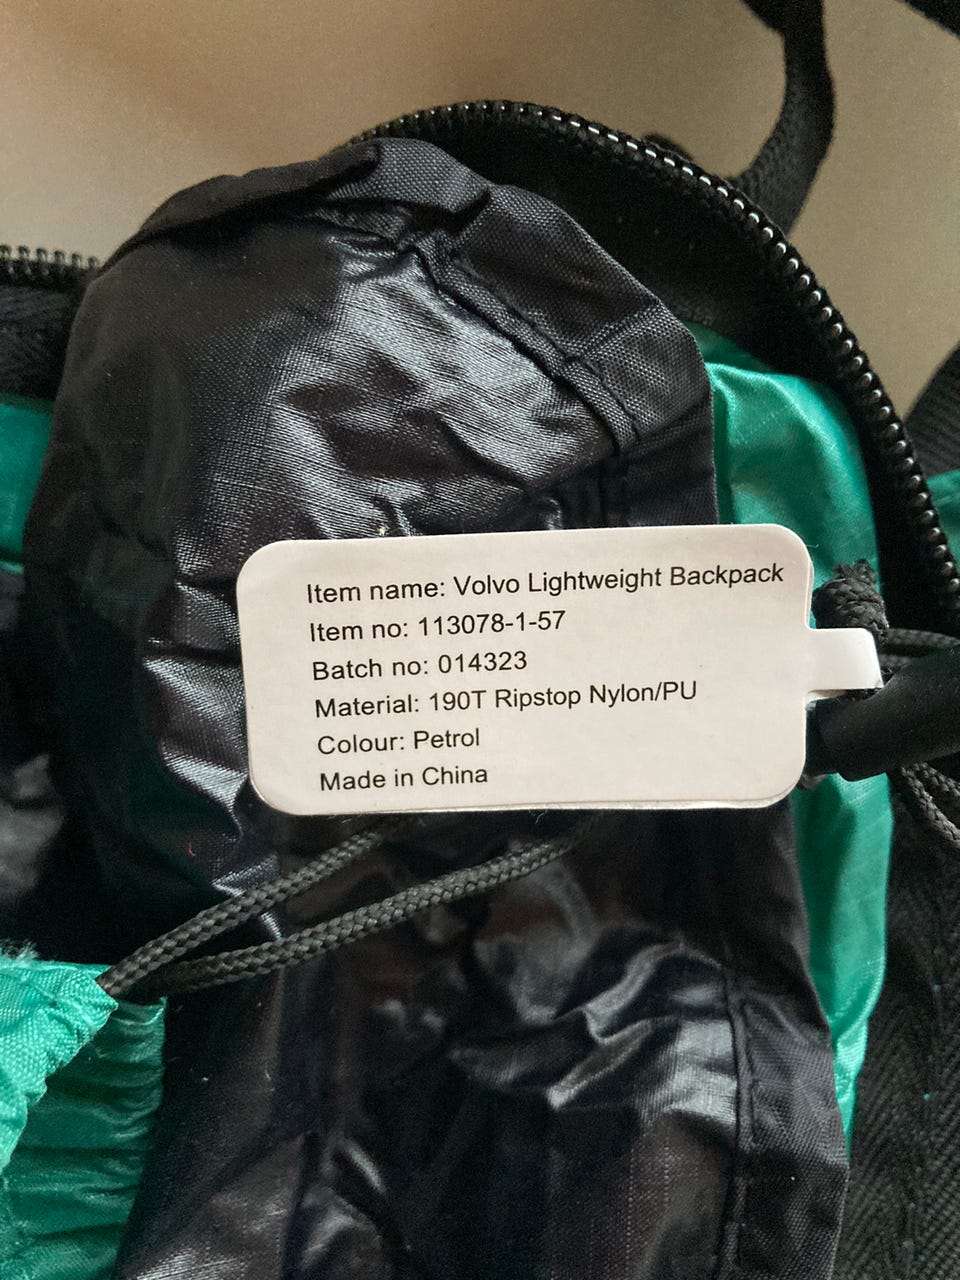 Item name: Volvo Lightweight Backpack
Item no: 113078-1-57
Batch no: 014323
Material: 190T Ripstop Nylon/PU
Colour: Petrol
Made in China